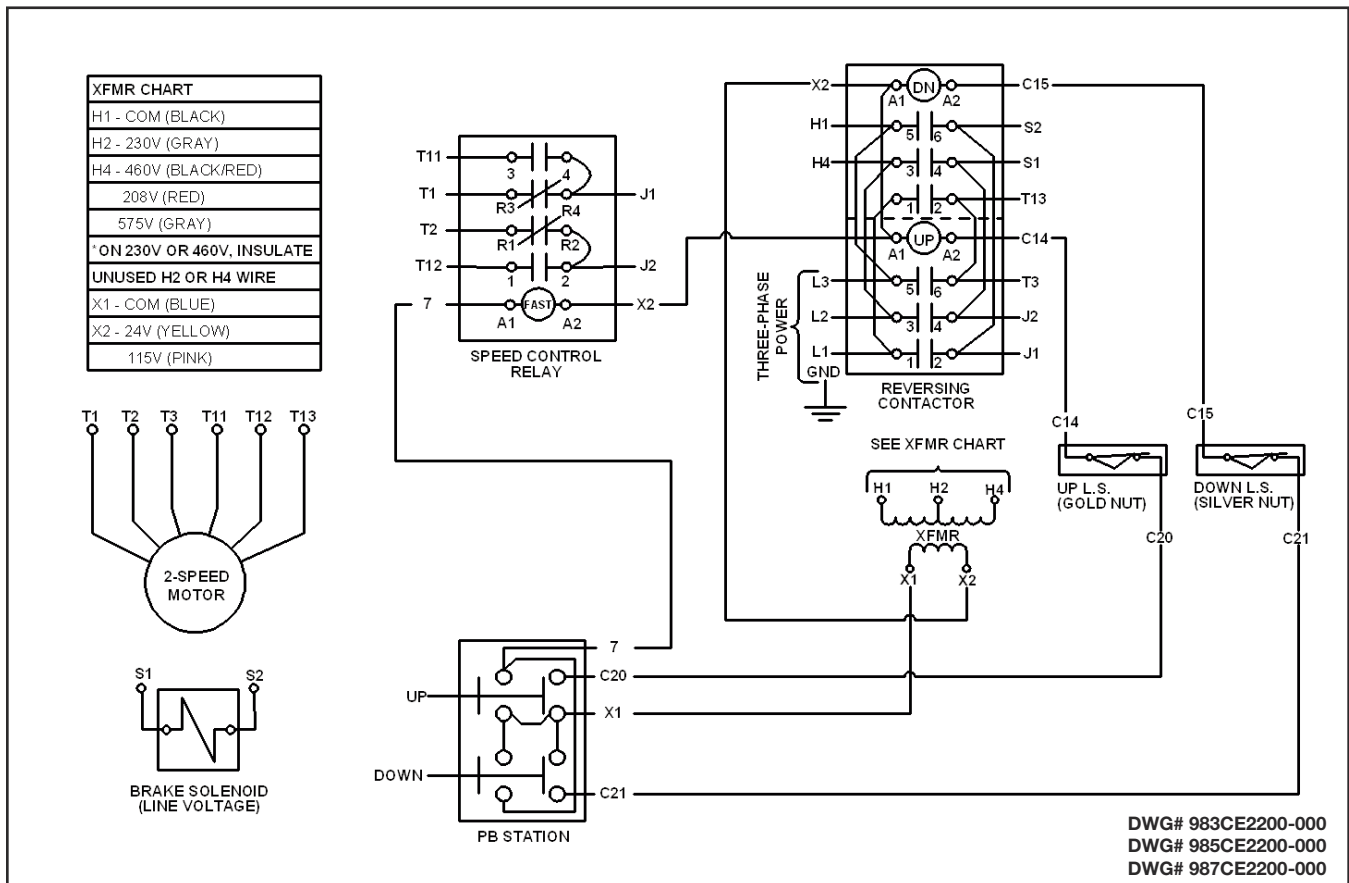 XFMR CHART
H1 - COM (BLACK)
H2 - 230V (GRAY)
H4 - 460V (BLACK/RED)
208V (RED)
575V (GRAY)
*ON 230V OR 460V, INSULATE
UNUSED H2 OR H4 WIRE
X1 - COM (BLUE)
X2 - 24V (YELLOW)
115V (PINK)
T11
3
4
T1
R3
J1
T2
R4
R1
R2
T12
1
2
J2
7
A1
FAST
A2
X2
SPEED CONTROL
RELAY
X2
A1
DN
A2
C15
H1
5
6
S2
H4
3
4
S1
1
2
T13
A1
UP
A2
C14
L3
5
6
T3
L2
3
4
J2
L1
1
2
J1
GND
THREE-PHASE
POWER
REVERSING
CONTACTOR
T1
T2
T3
T11
T12
T13
2-SPEED
MOTOR
S1
S2
BRAKE SOLENOID
(LINE VOLTAGE)
SEE XFMR CHART
H1
H2
H4
XFMR
X1
X2
C14
C15
UP L.S.
(GOLD NUT)
DOWN L.S.
(SILVER NUT)
C20
C21
7
C20
UP
X1
DOWN
C21
PB STATION
DWG# 983CE2200-000
DWG# 985CE2200-000
DWG# 987CE2200-000